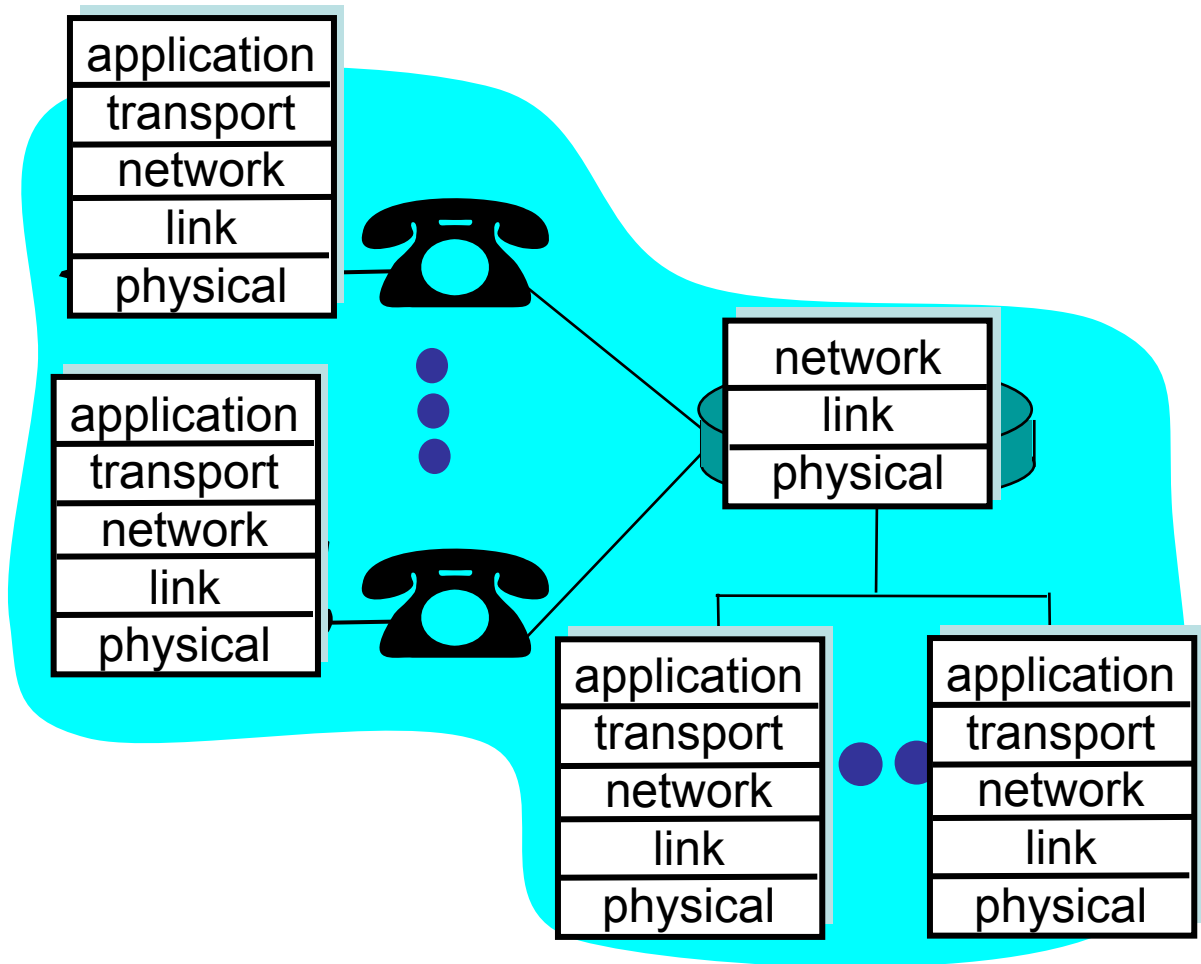 application
transport
network
link
physical
application
transport
network
link
physical
network
link
physical
application
transport
network
link
physical
application
transport
network
link
physical